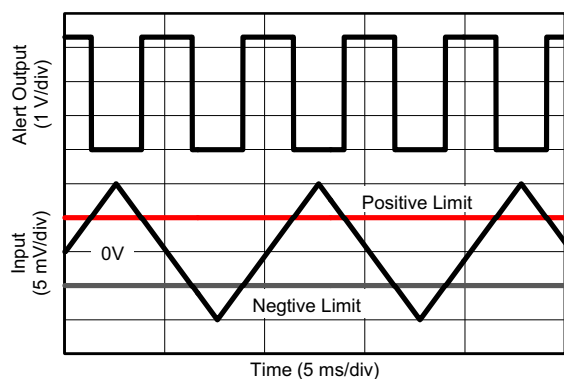 Alert Output
(1 V/div)
Positive Limit
0V
Input
(5 mV/div)
Negtive Limit
Time (5 ms/div)